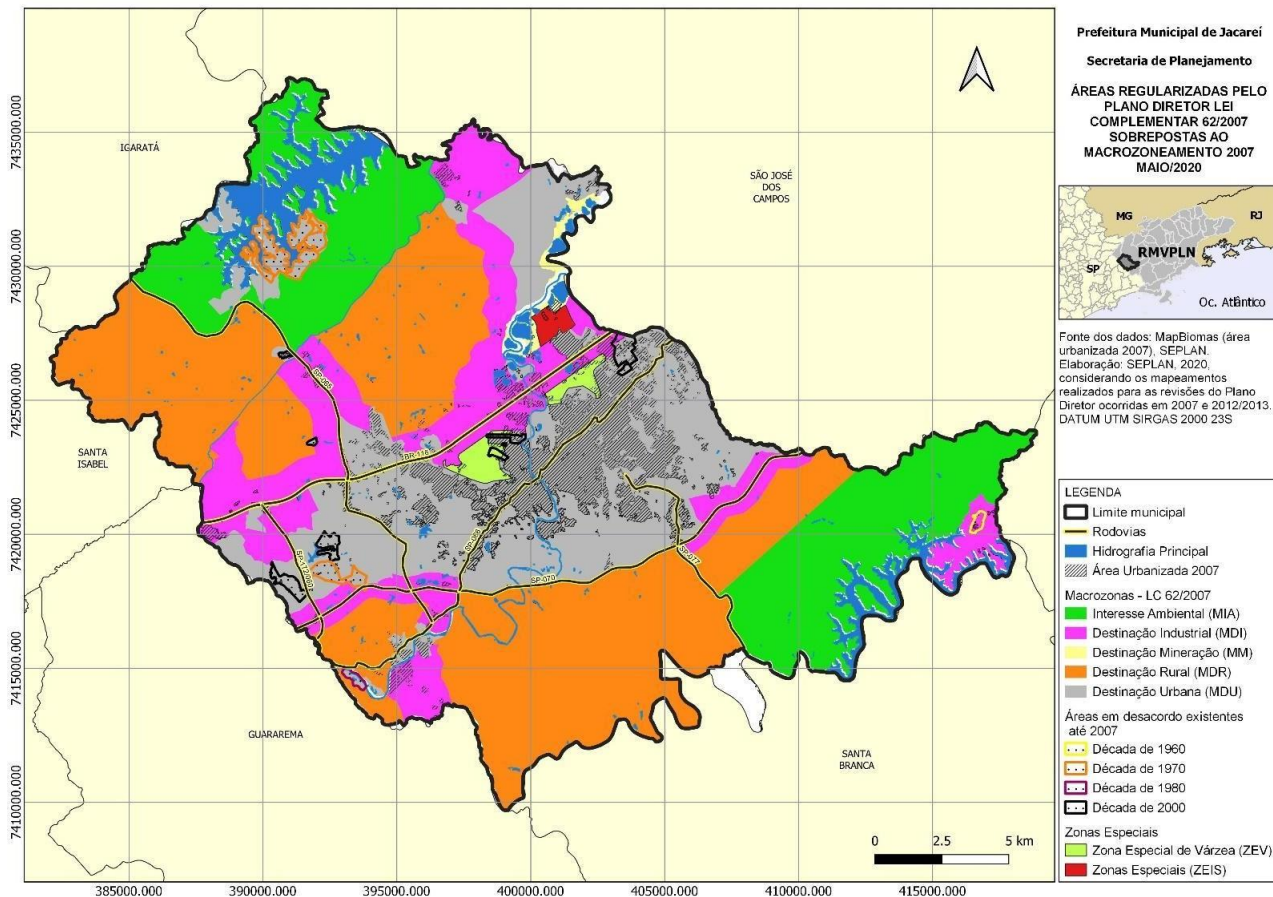 Prefeitura Municipal de Jacareí
Secretaria de Planejamento
ÁREAS REGULARIZADAS PELO
PLANO DIRETOR LEI
COMPLEMENTAR 62/2007
SOBREPOSTAS AO
MACROZONEAMENTO 2007
MAIO/2020
MG
RJ
RMVPLN
SP
Oc. Atlântico
Fonte dos dados: MapBiomas (área
urbanizada 2007), SEPLAN.
Elaboração: SEPLAN, 2020,
considerando os mapeamentos
realizados para as revisões do Plano
Diretor ocorridas em 2007 e 2012/2013.
DATUM UTM SIRGAS 2000 23S
LEGENDA
Limite municipal
Rodovias
Hidrografia Principal
Área Urbanizada 2007
Macrozonas - LC 62/2007
Interesse Ambiental (MIA)
Destinação Industrial (MDI)
Destinação Mineração (MM)
Destinação Rural (MDR)
Destinação Urbana (MDU)
Áreas em desacordo existentes
até 2007
Década de 1960
Década de 1970
Década de 1980
Década de 2000
Zonas Especiais
Zona Especial de Várzea (ZEV)
Zonas Especiais (ZEIS)
IGARATÁ
SÃO JOSÉ
DOS
CAMPOS
SANTA
ISABEL
GUARAREMA
SANTA
BRANCA
SP-065
BR-116
SP-066
SP-070
SP-077
0 2.5 5 km
7435000.000
7430000.000
7425000.000
7420000.000
7415000.000
7410000.000
385000.000
390000.000
395000.000
400000.000
405000.000
410000.000
415000.000